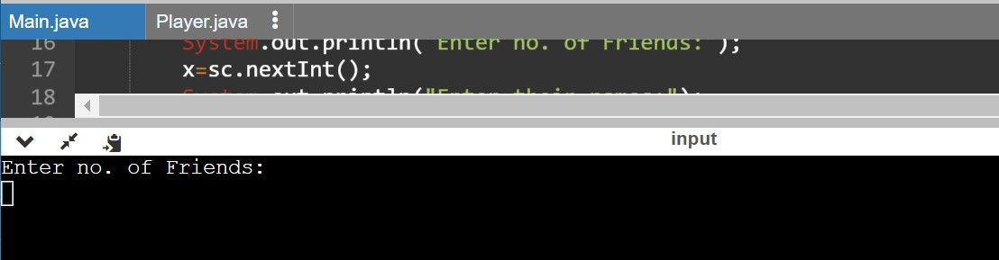 Main.java Player.java
16 System.out.println("Enter no. of Friends:");
17 x=sc.nextInt();
18 System.out.println("Enter their names:");
input
Enter no. of Friends: